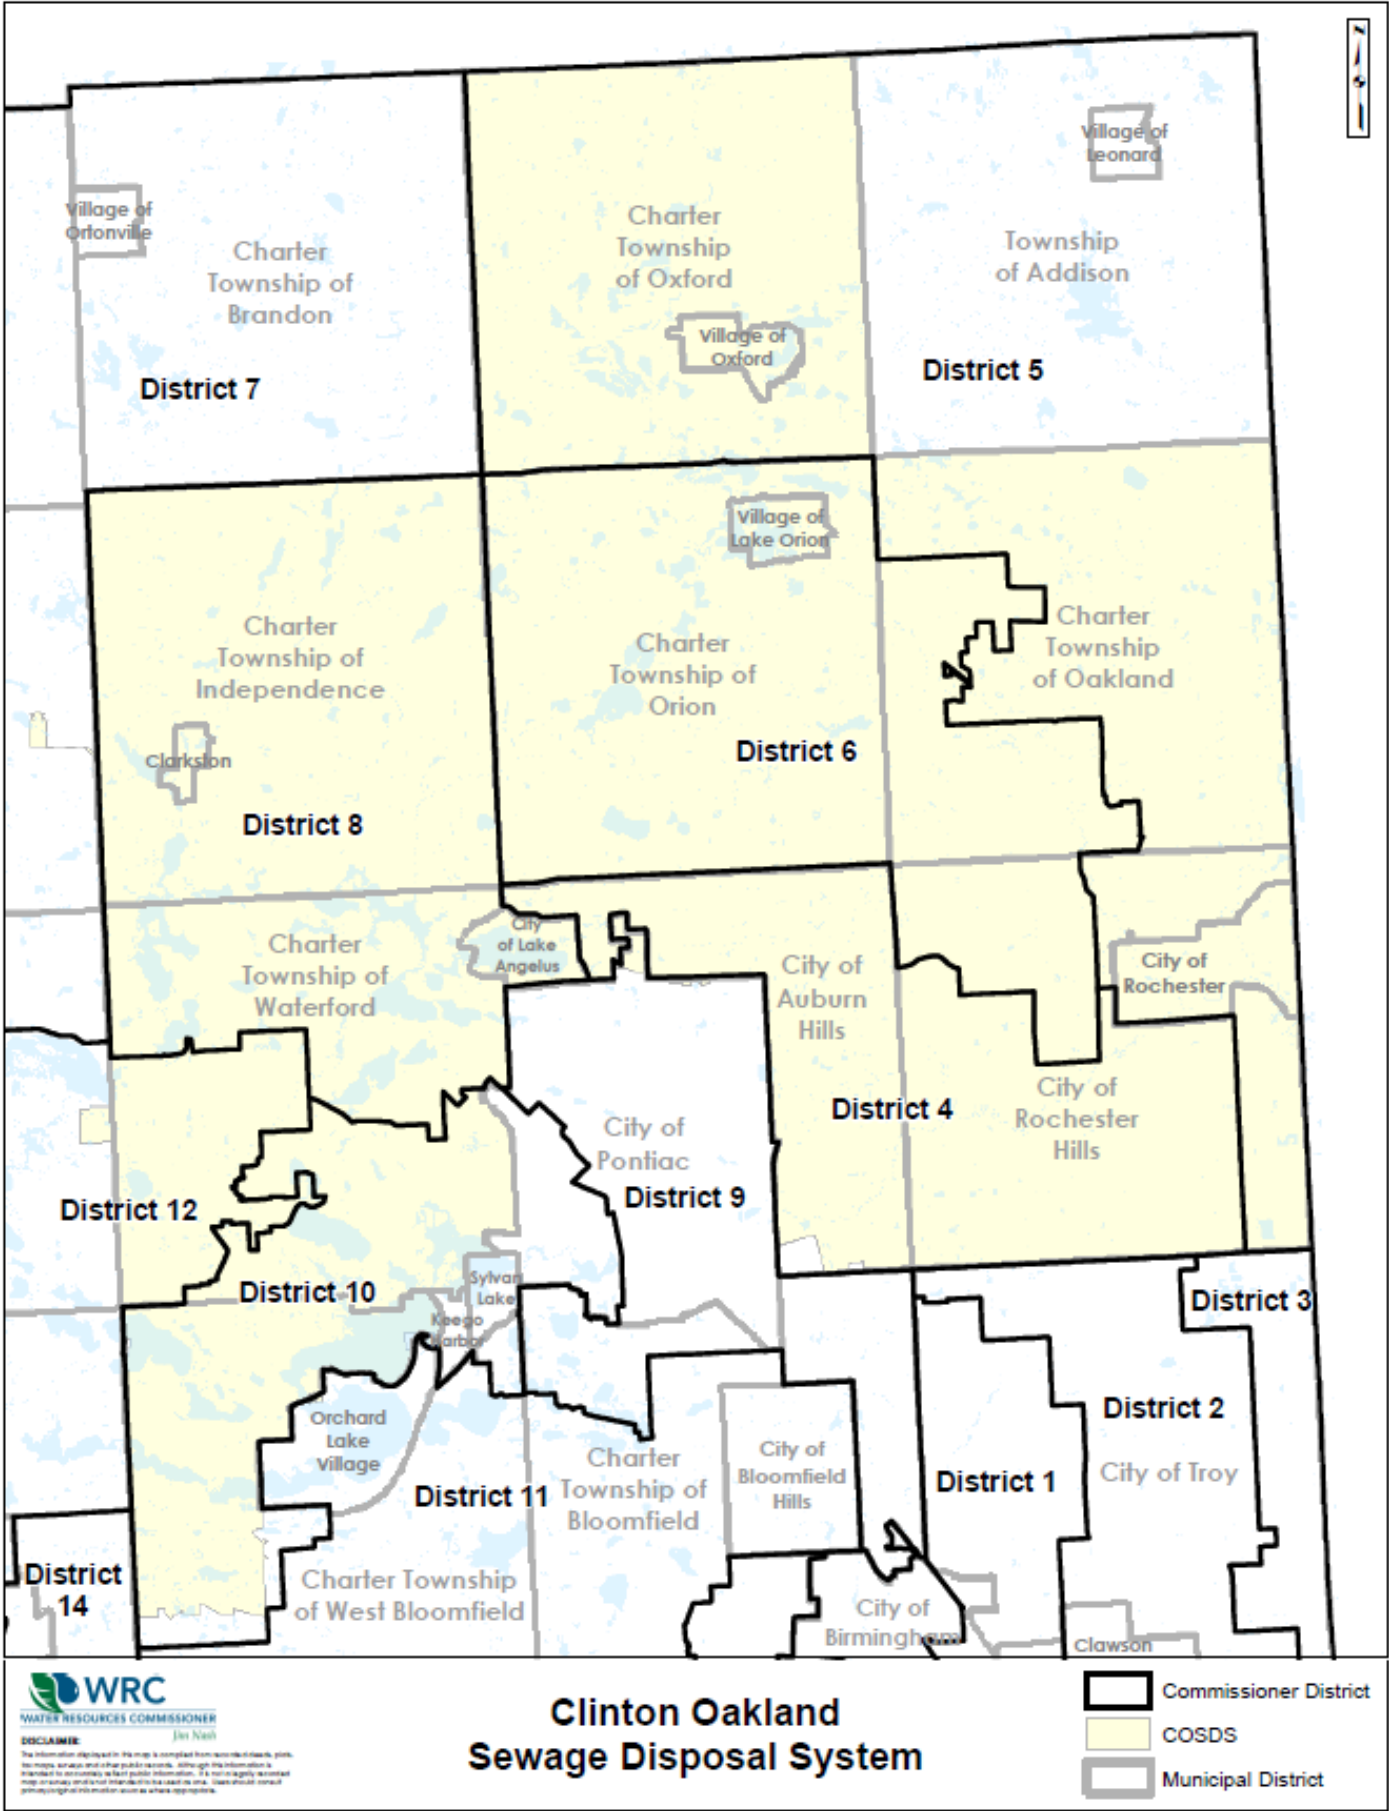 N
Village of
Leonard
Village of
Ortonville
Charter
Township of
Brandon
Charter
Township
of Oxford
Township
of Addison
Village of
Oxford
District 7
District 5
Village of
Lake Orion
Charter
Township of
Independence
Charter
Township of
Orion
Charter
Township
of Oakland
Clarkston
District 6
District 8
Charter
Township of
Waterford
City
of Lake
Angelus
City of
Auburn
Hills
City of
Rochester
City of
Pontiac
District 4
City of
Rochester
Hills
District 12
District 9
District 10
Sylvan
Lake
Keego
Harbor
District 3
Orchard
Lake
Village
District 11
Charter
Township of
Bloomfield
City of
Bloomfield
Hills
District 1
District 2
City of Troy
District
14
Charter Township
of West Bloomfield
City of
Birmingham
Clawson
WRC
WATER RESOURCES COMMISSIONER
Jim Nash
DISCLAIMER:
Clinton Oakland
Sewage Disposal System
Commissioner District
COSDS
Municipal District